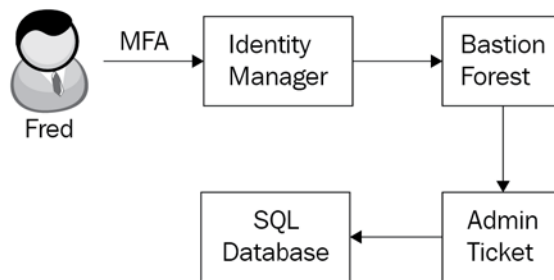 MFA
Identity
Manager
Bastion
Forest
Fred
SQL
Database
Admin
Ticket